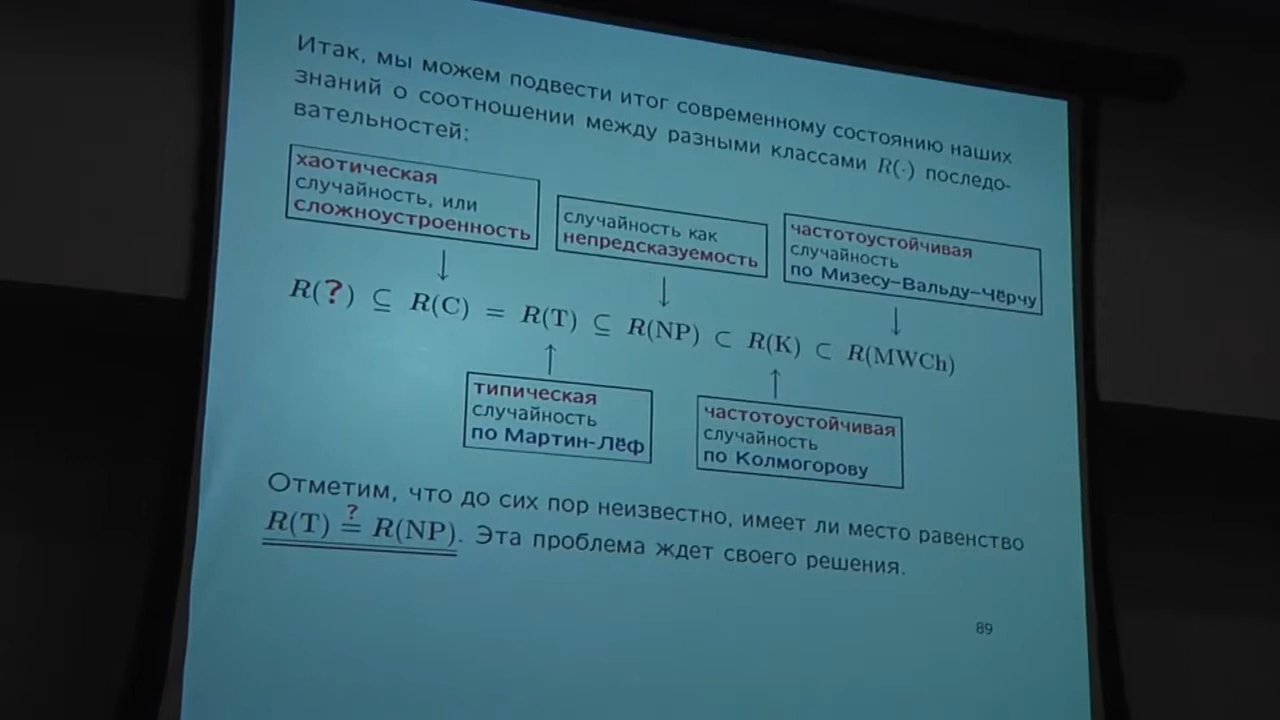 Итак, мы можем подвести итог современному состоянию наших
знаний о соотношении между разными классами R(·) последо-
вательностей:
хаотическая
случайность, или
сложноустроенность
случайность как
непредсказуемость
частотоустойчивая
случайность
по Мизесу–Вальду–Чёрчу
↓ ↓ ↓
R(?) ⊆ R(C) = R(T) ⊆ R(NP) ⊂ R(K) ⊂ R(MWCh)
↑ ↑
типическая
случайность
по Мартин-Лёф
частотоустойчивая
случайность
по Колмогорову
Отметим, что до сих пор неизвестно, имеет ли место равенство
R(T) ≟ R(NP). Эта проблема ждет своего решения.
89